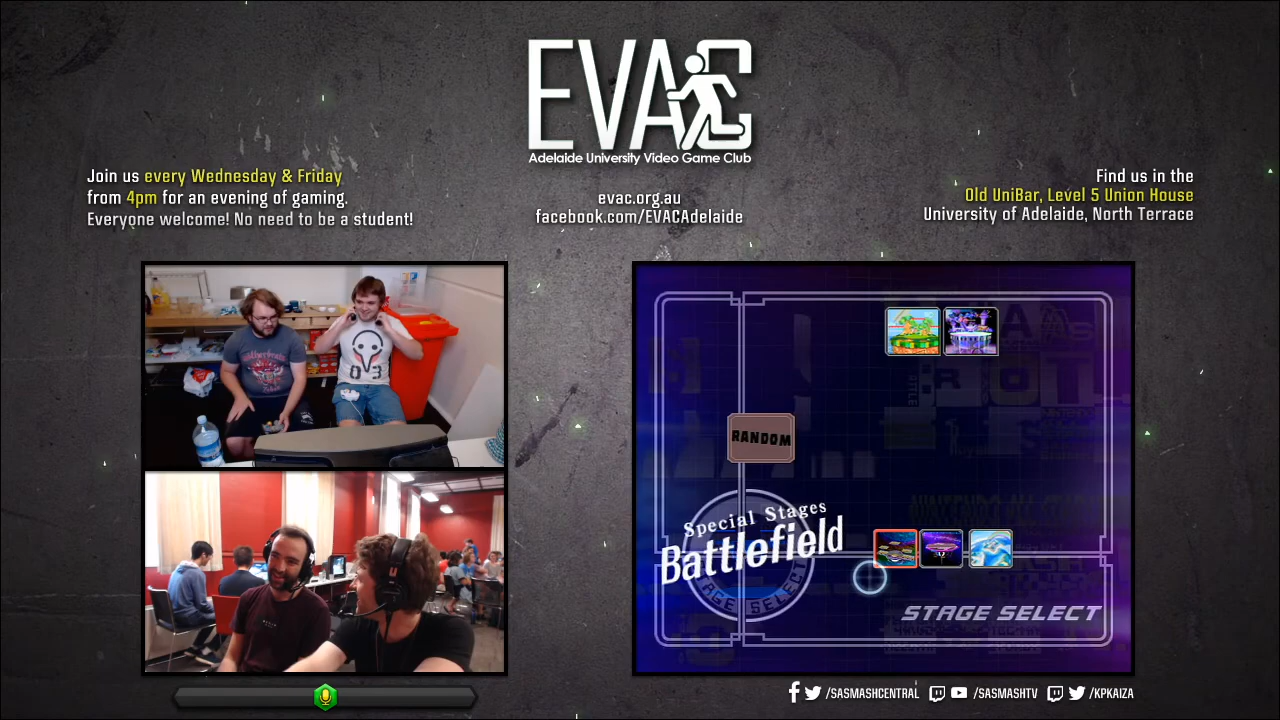 EVAC
Adelaide University Video Game Club
Join us every Wednesday & Friday
from 4pm for an evening of gaming.
Everyone welcome! No need to be a student!
evac.org.au
facebook.com/EVACAdelaide
Find us in the
Old UniBar, Level 5 Union House
University of Adelaide, North Terrace
03
RANDOM
Special Stages
Battlefield
STAGE SELECT
/SASMASHCENTRAL /SASMASHTV /KPKAIZA